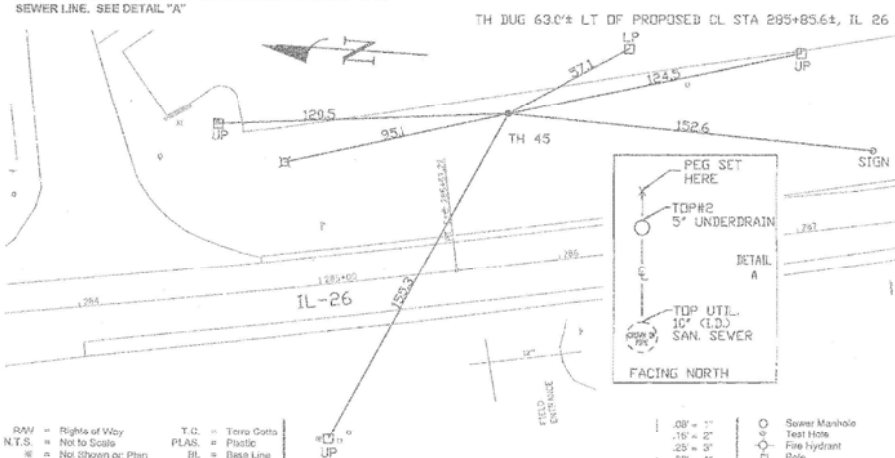 SEWER LINE. SEE DETAIL "A"
TH DUG 63.0'± LT OF PROPOSED CL STA 285+85.6±, IL 26
LP
57.1
124.5
UP
120.5
UP
95.1
TH 45
152.6
SIGN
PEG SET
HERE
TOP#2
5" UNDERDRAIN
DETAIL
A
TOP UTIL.
10" (I.D.)
SAN. SEWER
FACING NORTH
287
286
285+00
284
IL-26
155.3
FIELD
ENTRANCE
UP
R/W = Rights of Way
N.T.S. = Not to Scale
= Not Shown on Plan
T.C. = Terra Cotta
PLAS. = Plastic
BL. = Base Line
.08' = 1"
.16' = 2"
.25' = 3"
Sewer Manhole
Test Hole
Fire Hydrant
Pole